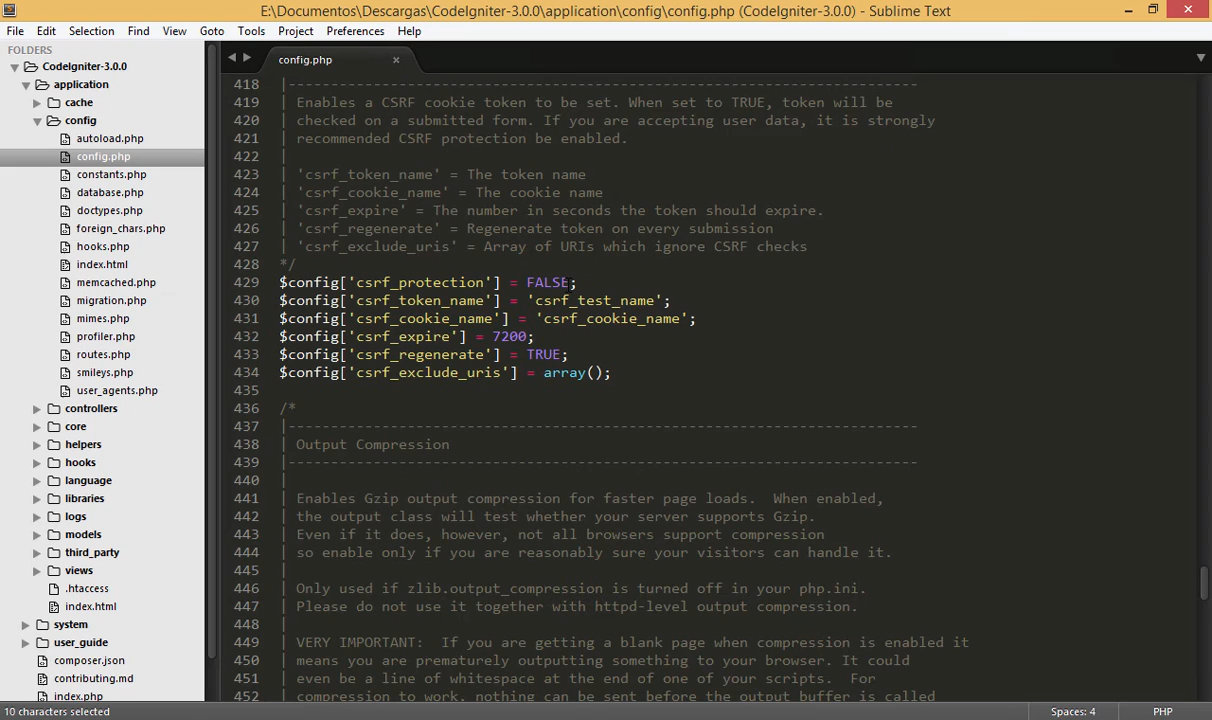 E:\Documentos\Descargas\CodeIgniter-3.0.0\application\config\config.php (CodeIgniter-3.0.0) - Sublime Text
File Edit Selection Find View Goto Tools Project Preferences Help
FOLDERS
CodeIgniter-3.0.0
application
cache
config
autoload.php
config.php
constants.php
database.php
doctypes.php
foreign_chars.php
hooks.php
index.html
memcached.php
migration.php
mimes.php
profiler.php
routes.php
smileys.php
user_agents.php
controllers
core
helpers
hooks
language
libraries
logs
models
third_party
views
.htaccess
index.html
system
user_guide
composer.json
contributing.md
index.php
config.php ×
418 |--------------------------------------------------------------------------
419 | Enables a CSRF cookie token to be set. When set to TRUE, token will be
420 | checked on a submitted form. If you are accepting user data, it is strongly
421 | recommended CSRF protection be enabled.
422 |
423 | 'csrf_token_name' = The token name
424 | 'csrf_cookie_name' = The cookie name
425 | 'csrf_expire' = The number in seconds the token should expire.
426 | 'csrf_regenerate' = Regenerate token on every submission
427 | 'csrf_exclude_uris' = Array of URIs which ignore CSRF checks
428 */
429 $config['csrf_protection'] = FALSE;
430 $config['csrf_token_name'] = 'csrf_test_name';
431 $config['csrf_cookie_name'] = 'csrf_cookie_name';
432 $config['csrf_expire'] = 7200;
433 $config['csrf_regenerate'] = TRUE;
434 $config['csrf_exclude_uris'] = array();
435
436 /*
437 |--------------------------------------------------------------------------
438 | Output Compression
439 |--------------------------------------------------------------------------
440 |
441 | Enables Gzip output compression for faster page loads.  When enabled,
442 | the output class will test whether your server supports Gzip.
443 | Even if it does, however, not all browsers support compression
444 | so enable only if you are reasonably sure your visitors can handle it.
445 |
446 | Only used if zlib.output_compression is turned off in your php.ini.
447 | Please do not use it together with httpd-level output compression.
448 |
449 | VERY IMPORTANT:  If you are getting a blank page when compression is enabled it
450 | means you are prematurely outputting something to your browser. It could
451 | even be a line of whitespace at the end of one of your scripts.  For
452 | compression to work, nothing can be sent before the output buffer is called
10 characters selected
Spaces: 4
PHP